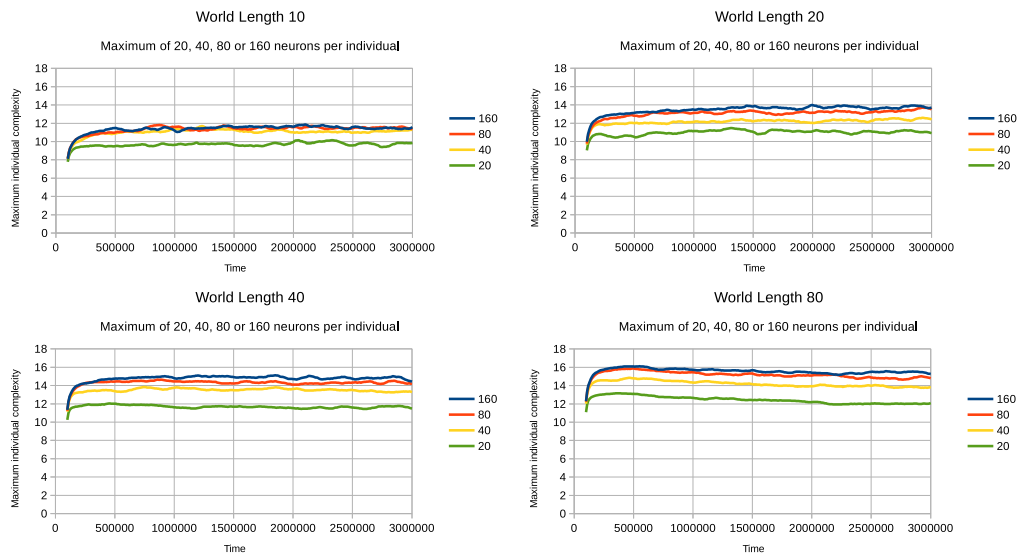 World Length 10
Maximum of 20, 40, 80 or 160 neurons per individual
Maximum individual complexity
18
16
14
12
10
8
6
4
2
0
0 500000 1000000 1500000 2000000 2500000 3000000
Time
160
80
40
20
World Length 20
Maximum of 20, 40, 80 or 160 neurons per individual
Maximum individual complexity
18
16
14
12
10
8
6
4
2
0
0 500000 1000000 1500000 2000000 2500000 3000000
Time
160
80
40
20
World Length 40
Maximum of 20, 40, 80 or 160 neurons per individual
Maximum individual complexity
18
16
14
12
10
8
6
4
2
0
0 500000 1000000 1500000 2000000 2500000 3000000
Time
160
80
40
20
World Length 80
Maximum of 20, 40, 80 or 160 neurons per individual
Maximum individual complexity
18
16
14
12
10
8
6
4
2
0
0 500000 1000000 1500000 2000000 2500000 3000000
Time
160
80
40
20